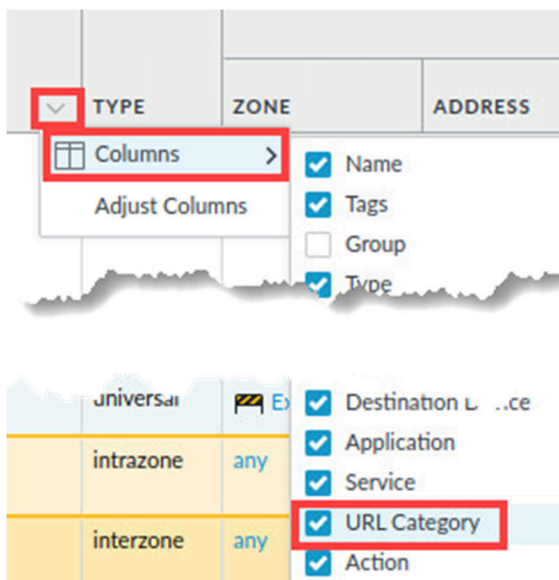 TYPE ZONE ADDRESS
Columns
Name
Tags
Adjust Columns
Group
Type
universal
Destination
Application
intrazone any
Service
URL Category
interzone any
Action